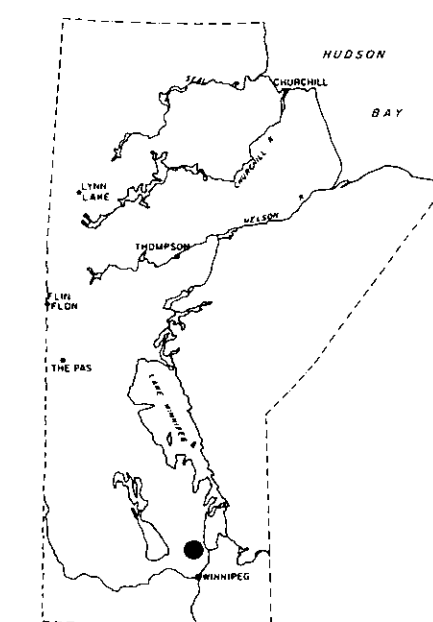 HUDSON
BAY
SEAL
CHURCHILL
CHURCHILL R
LYNN
LAKE
NELSON R
THOMPSON
FLIN
FLON
THE PAS
LAKE WINNIPEG
WINNIPEG